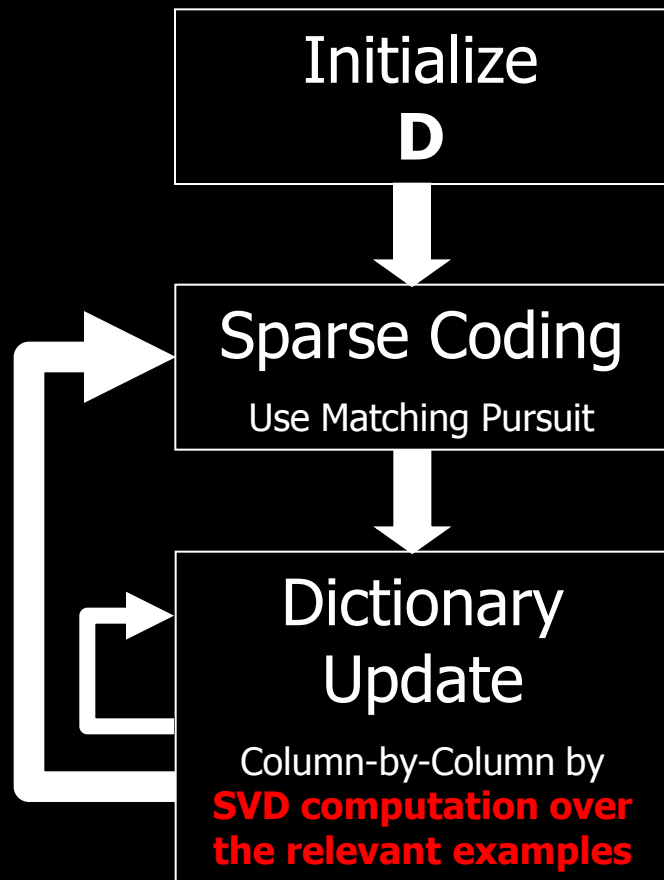 Initialize
D
Sparse Coding
Use Matching Pursuit
Dictionary
Update
Column-by-Column by
SVD computation over
the relevant examples